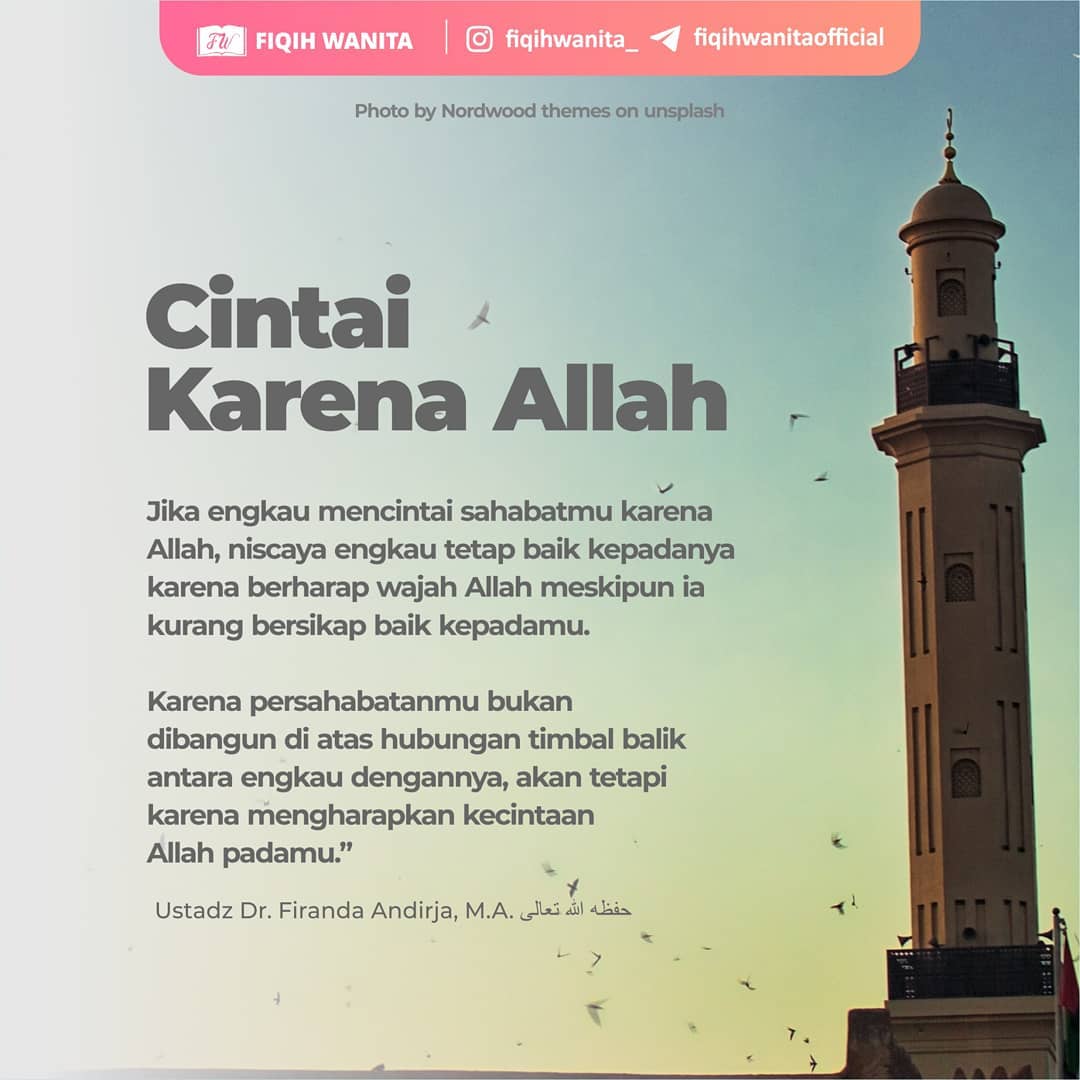 FW FIQIH WANITA | fiqihwanita_ fiqihwanitaofficial
Photo by Nordwood themes on unsplash
Cintai
Karena Allah
Jika engkau mencintai sahabatmu karena
Allah, niscaya engkau tetap baik kepadanya
karena berharap wajah Allah meskipun ia
kurang bersikap baik kepadamu.
Karena persahabatanmu bukan
dibangun di atas hubungan timbal balik
antara engkau dengannya, akan tetapi
karena mengharapkan kecintaan
Allah padamu.”
Ustadz Dr. Firanda Andirja, M.A. حفظه الله تعالى